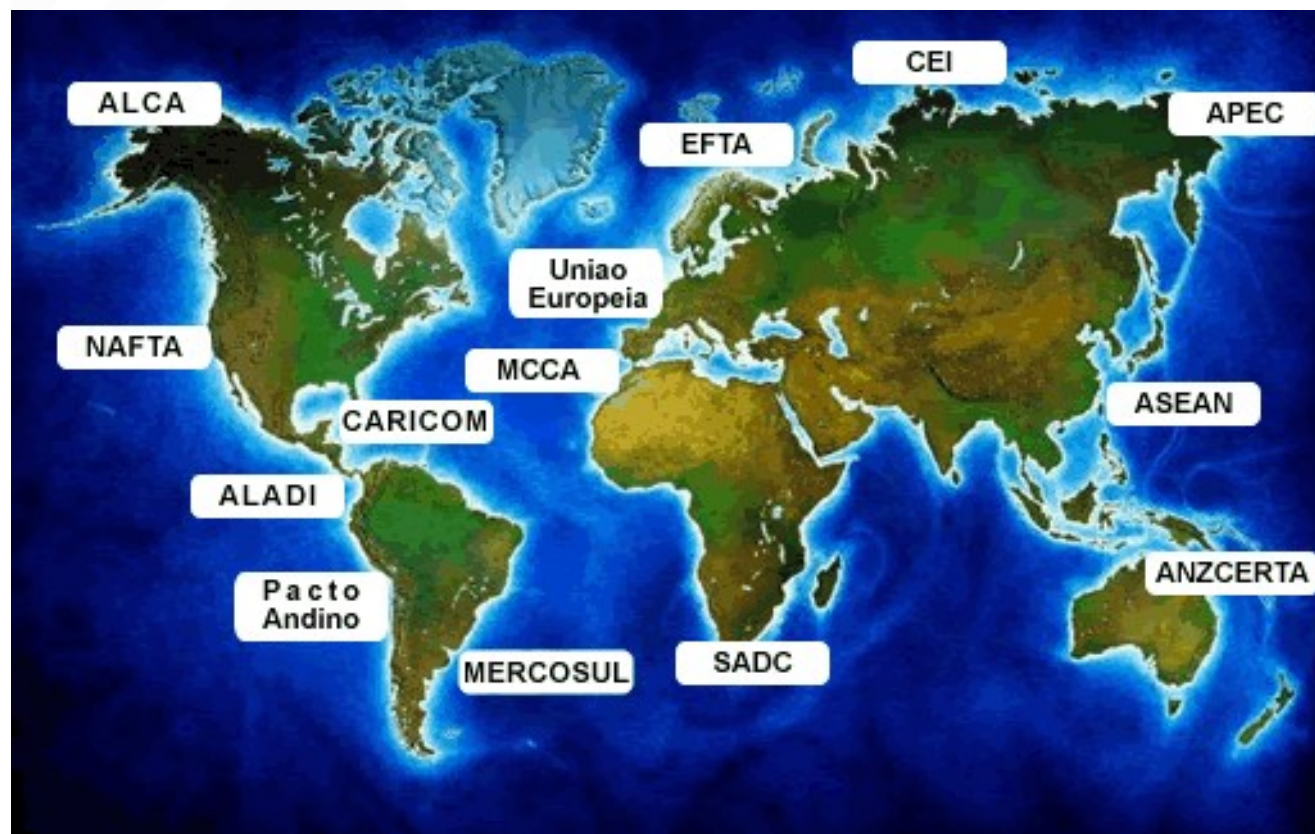 CEI
ALCA
APEC
EFTA
Uniao
Europeia
NAFTA
MCCA
ASEAN
CARICOM
ALADI
ANZCERTA
Pacto
Andino
SADC
MERCOSUL